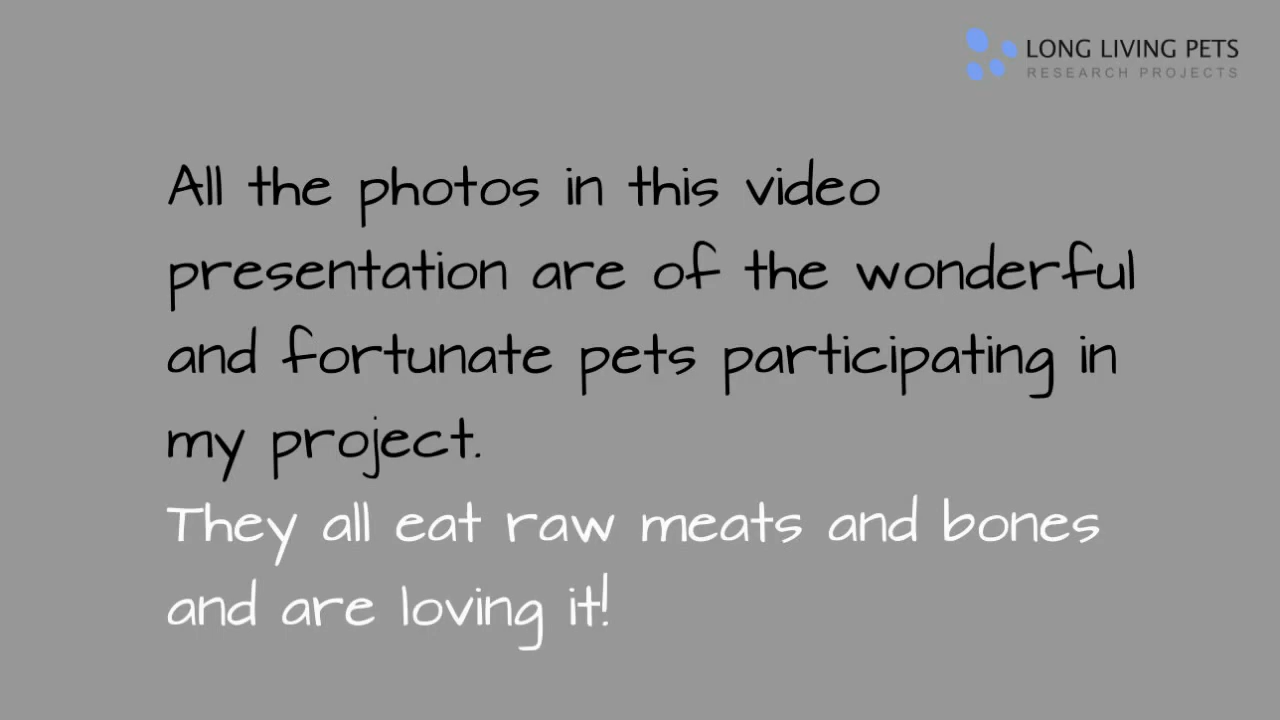 LONG LIVING PETS
RESEARCH PROJECTS
All the photos in this video
presentation are of the wonderful
and fortunate pets participating in
my project.
They all eat raw meats and bones
and are loving it!